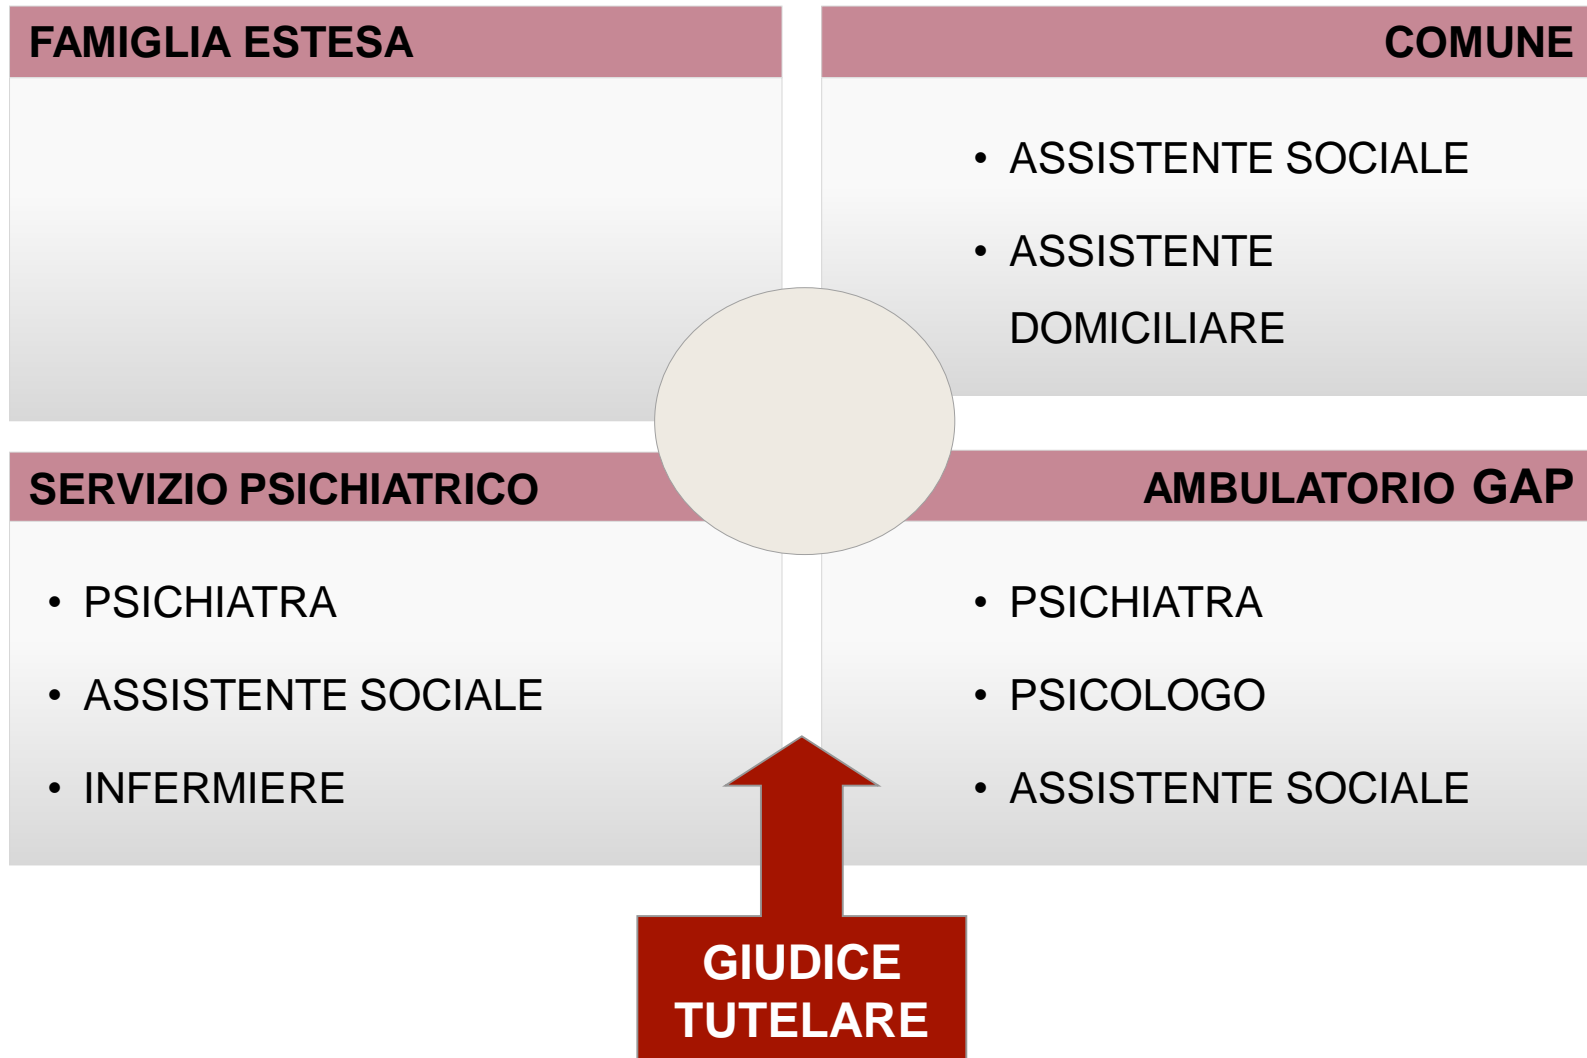 FAMIGLIA ESTESA
COMUNE
• ASSISTENTE SOCIALE
• ASSISTENTE
DOMICILIARE
SERVIZIO PSICHIATRICO
• PSICHIATRA
• ASSISTENTE SOCIALE
• INFERMIERE
AMBULATORIO GAP
• PSICHIATRA
• PSICOLOGO
• ASSISTENTE SOCIALE
GIUDICE
TUTELARE